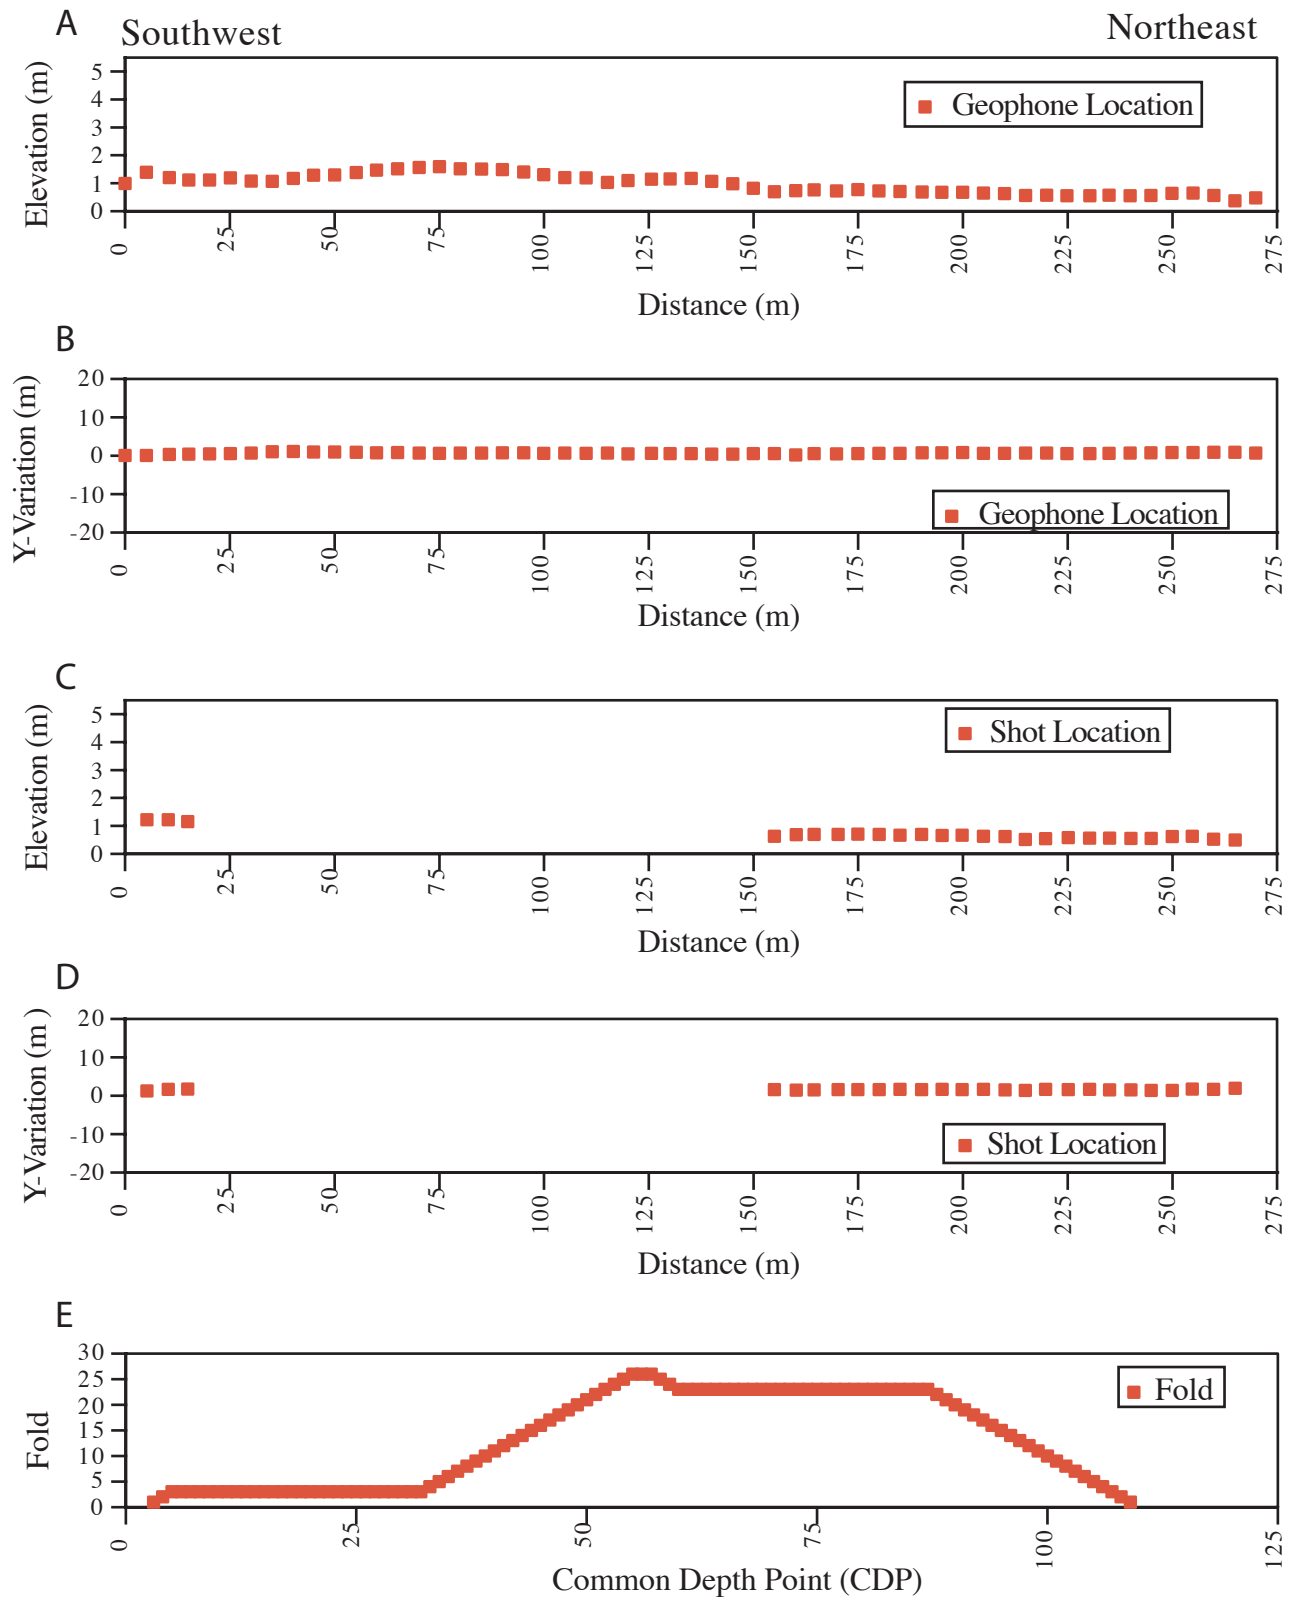 A
Southwest
Northeast
Elevation (m)
5
4
3
2
1
0
Geophone Location
0 25 50 75 100 125 150 175 200 225 250 275
Distance (m)
B
Y-Variation (m)
20
10
0
-10
-20
Geophone Location
0 25 50 75 100 125 150 175 200 225 250 275
Distance (m)
C
Elevation (m)
5
4
3
2
1
0
Shot Location
0 25 50 75 100 125 150 175 200 225 250 275
Distance (m)
D
Y-Variation (m)
20
10
0
-10
-20
Shot Location
0 25 50 75 100 125 150 175 200 225 250 275
Distance (m)
E
Fold
30
25
20
15
10
5
0
Fold
0 25 50 75 100 125
Common Depth Point (CDP)